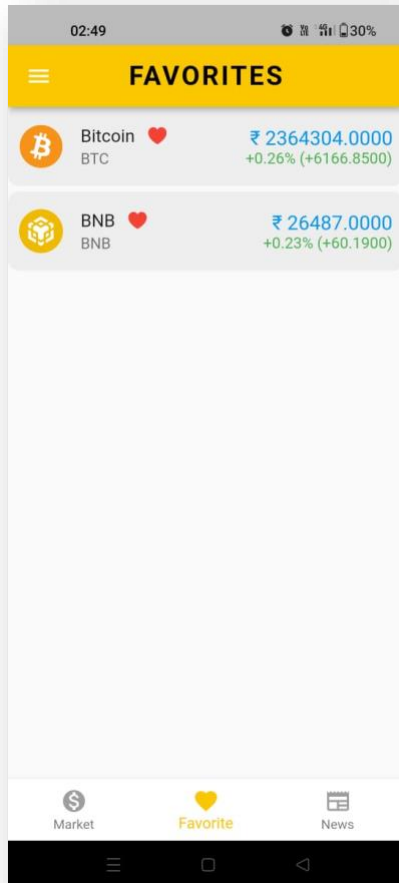 02:49
4G
30%
FAVORITES
Bitcoin
₹ 2364304.0000
BTC
+0.26% (+6166.8500)
BNB
₹ 26487.0000
BNB
+0.23% (+60.1900)
Market
Favorite
News